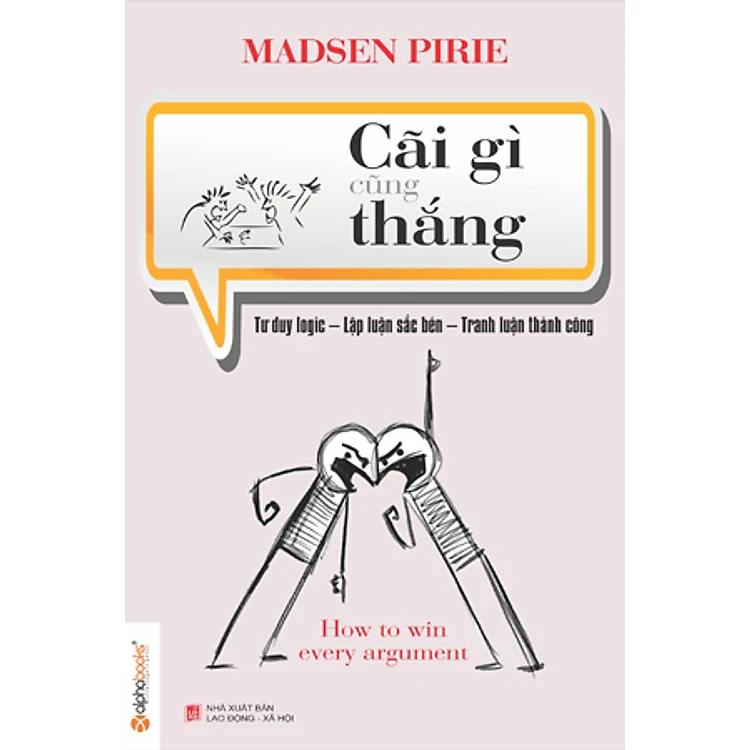 MADSEN PIRIE
Cãi gì
cũng
thắng
Tư duy logic – Lập luận sắc bén – Tranh luận thành công
How to win
every argument
alphabooks®
NHÀ XUẤT BẢN
LAO ĐỘNG - XÃ HỘI